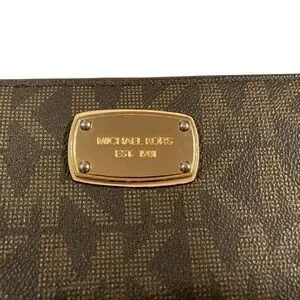 MICHAEL KORS
EST. 1981